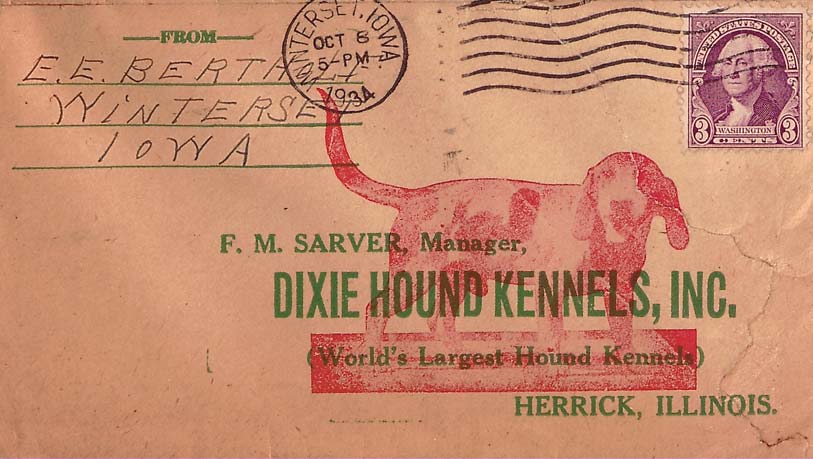 FROM
E.E. BERTA
WINTERSE
IOWA
WINTERSET, IOWA
OCT 6
5-PM
1934
UNITED STATES POSTAGE
3 WASHINGTON 3
CENTS
F. M. SARVER, Manager,
DIXIE HOUND KENNELS, INC.
(World's Largest Hound Kennels)
HERRICK, ILLINOIS.